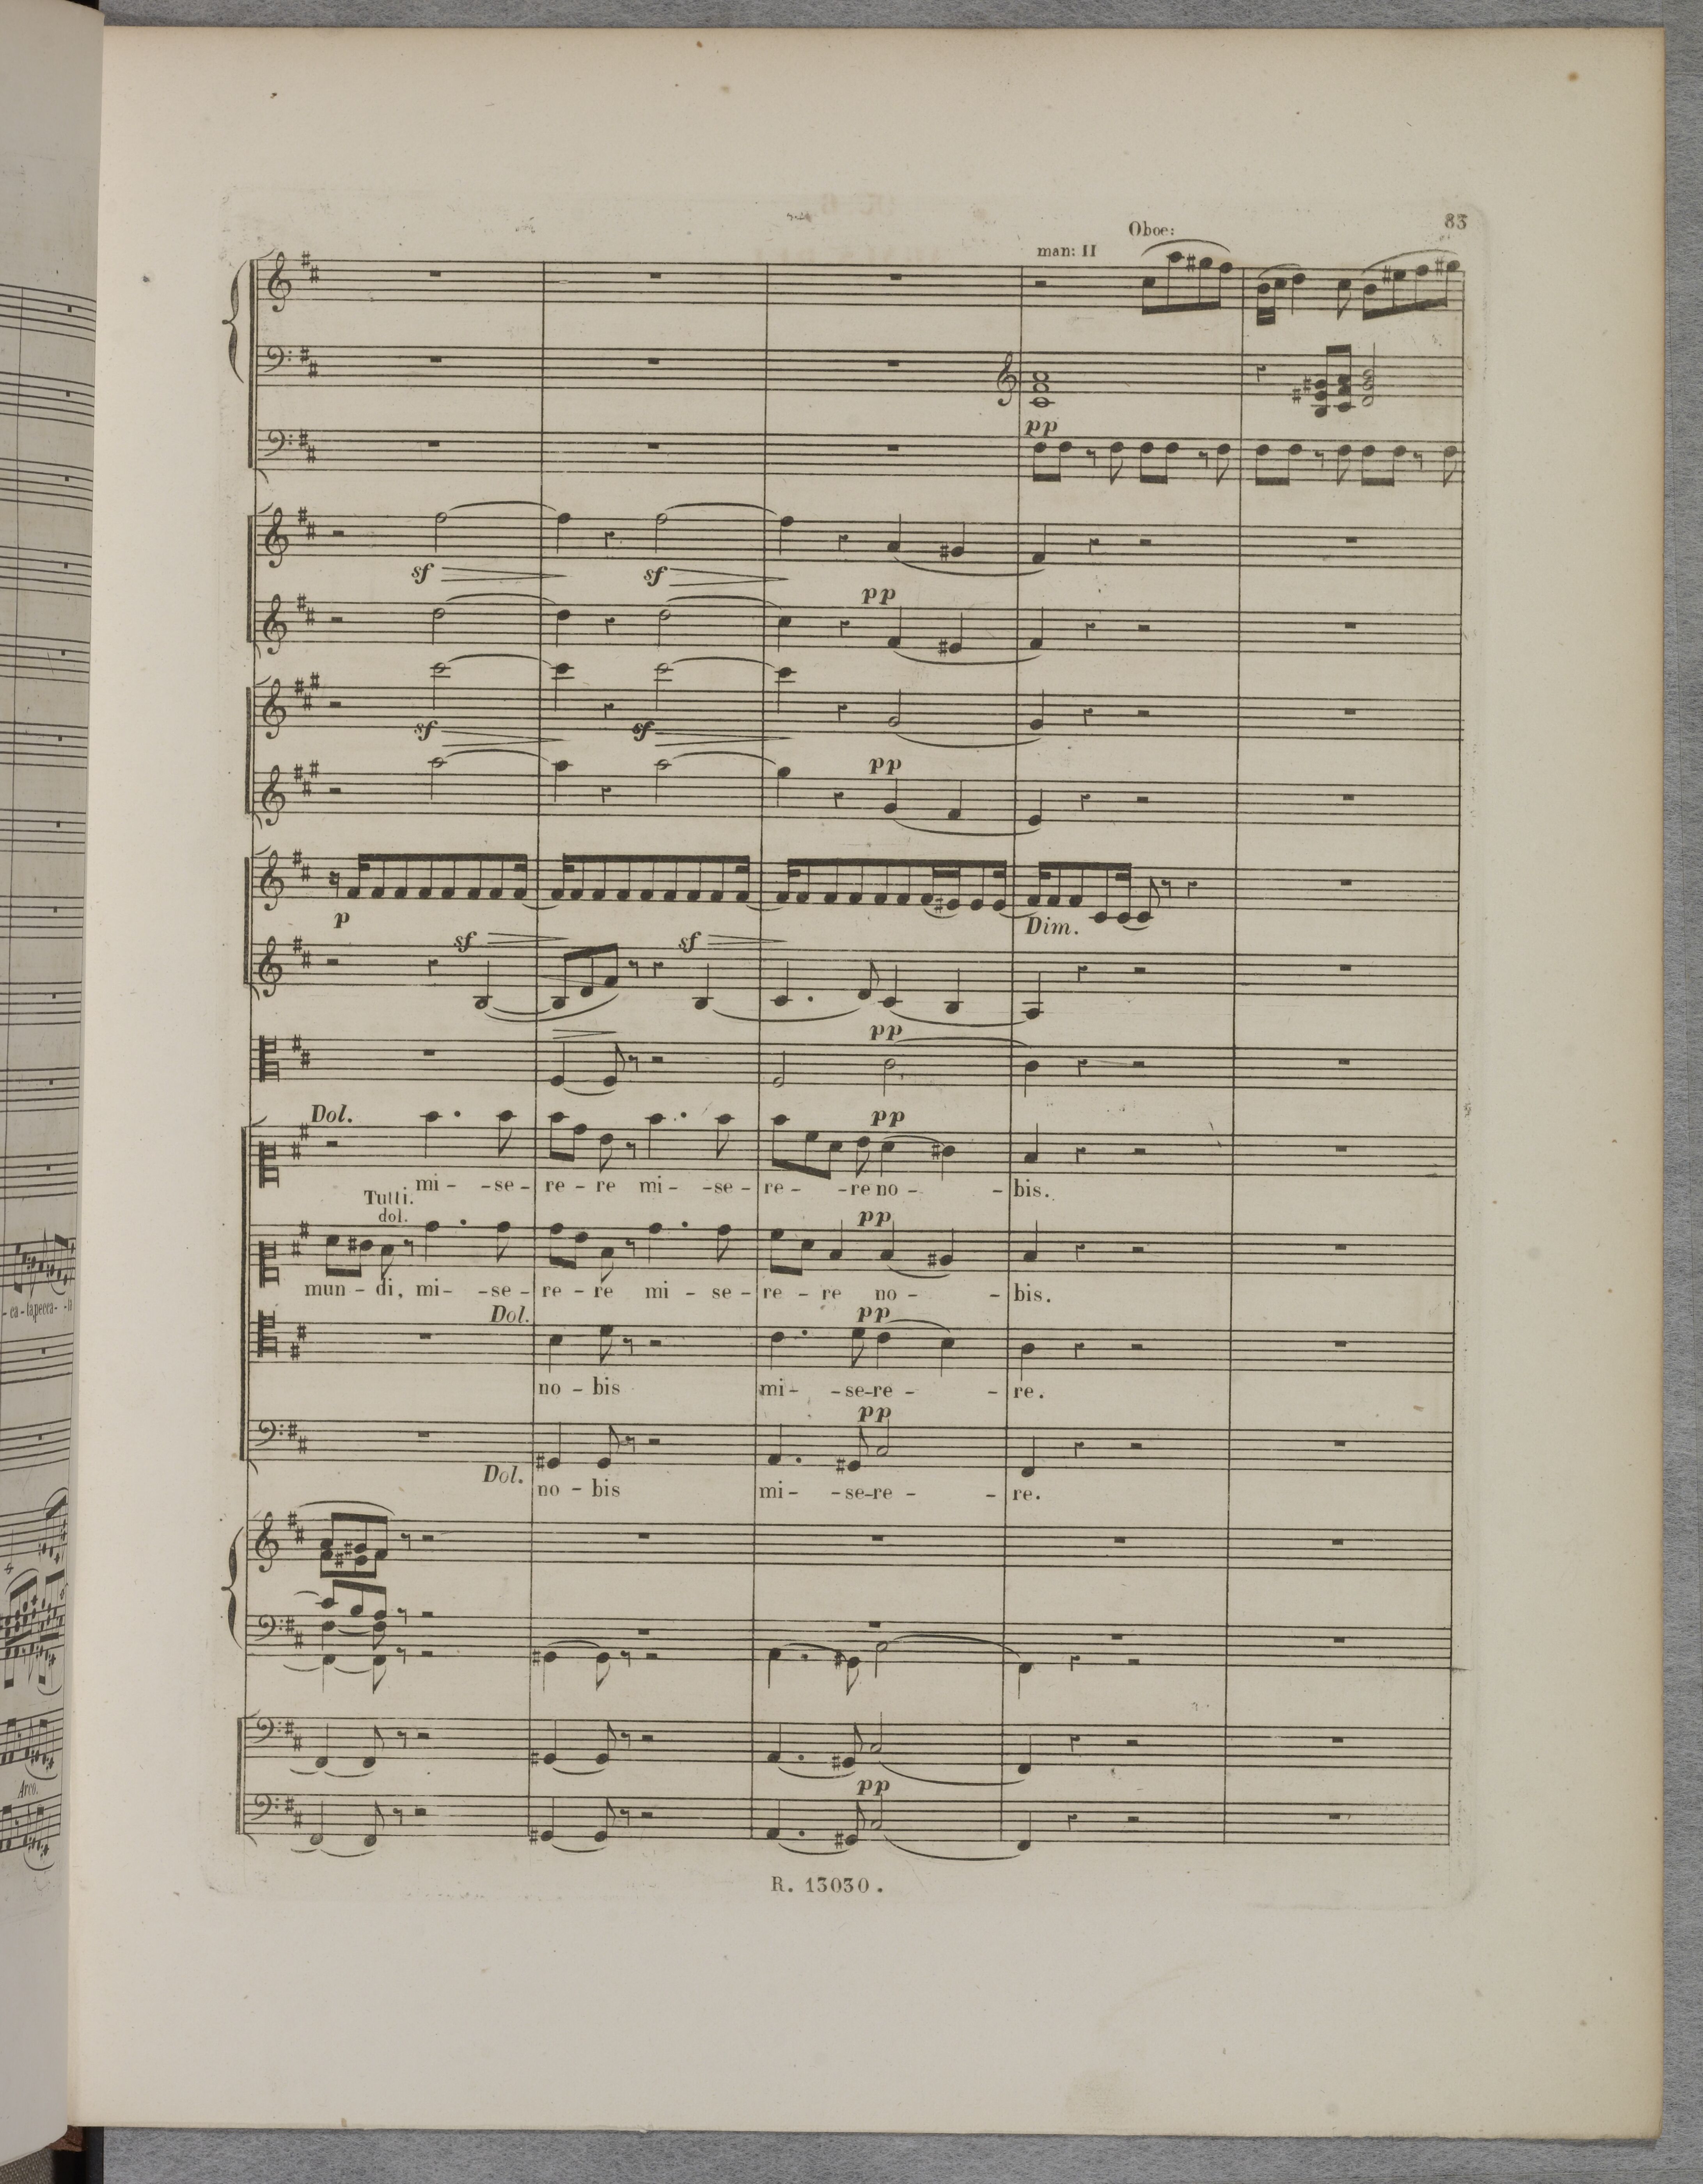 83
Oboe:
man: II
pp
sf sf
pp
sf sf
pp
p
Dim.
sf sf
pp
Dol. pp
mi - - se - re - re mi - - se - re - - re no - - bis.
Tutti.
dol. pp
mun - di, mi - - se - re - re mi - se - re - re no - - bis.
Dol. pp
no - bis mi - - se - re - - re.
pp
Dol.
no - bis mi - - se - re - - re.
pp
R. 13030.
Arco.